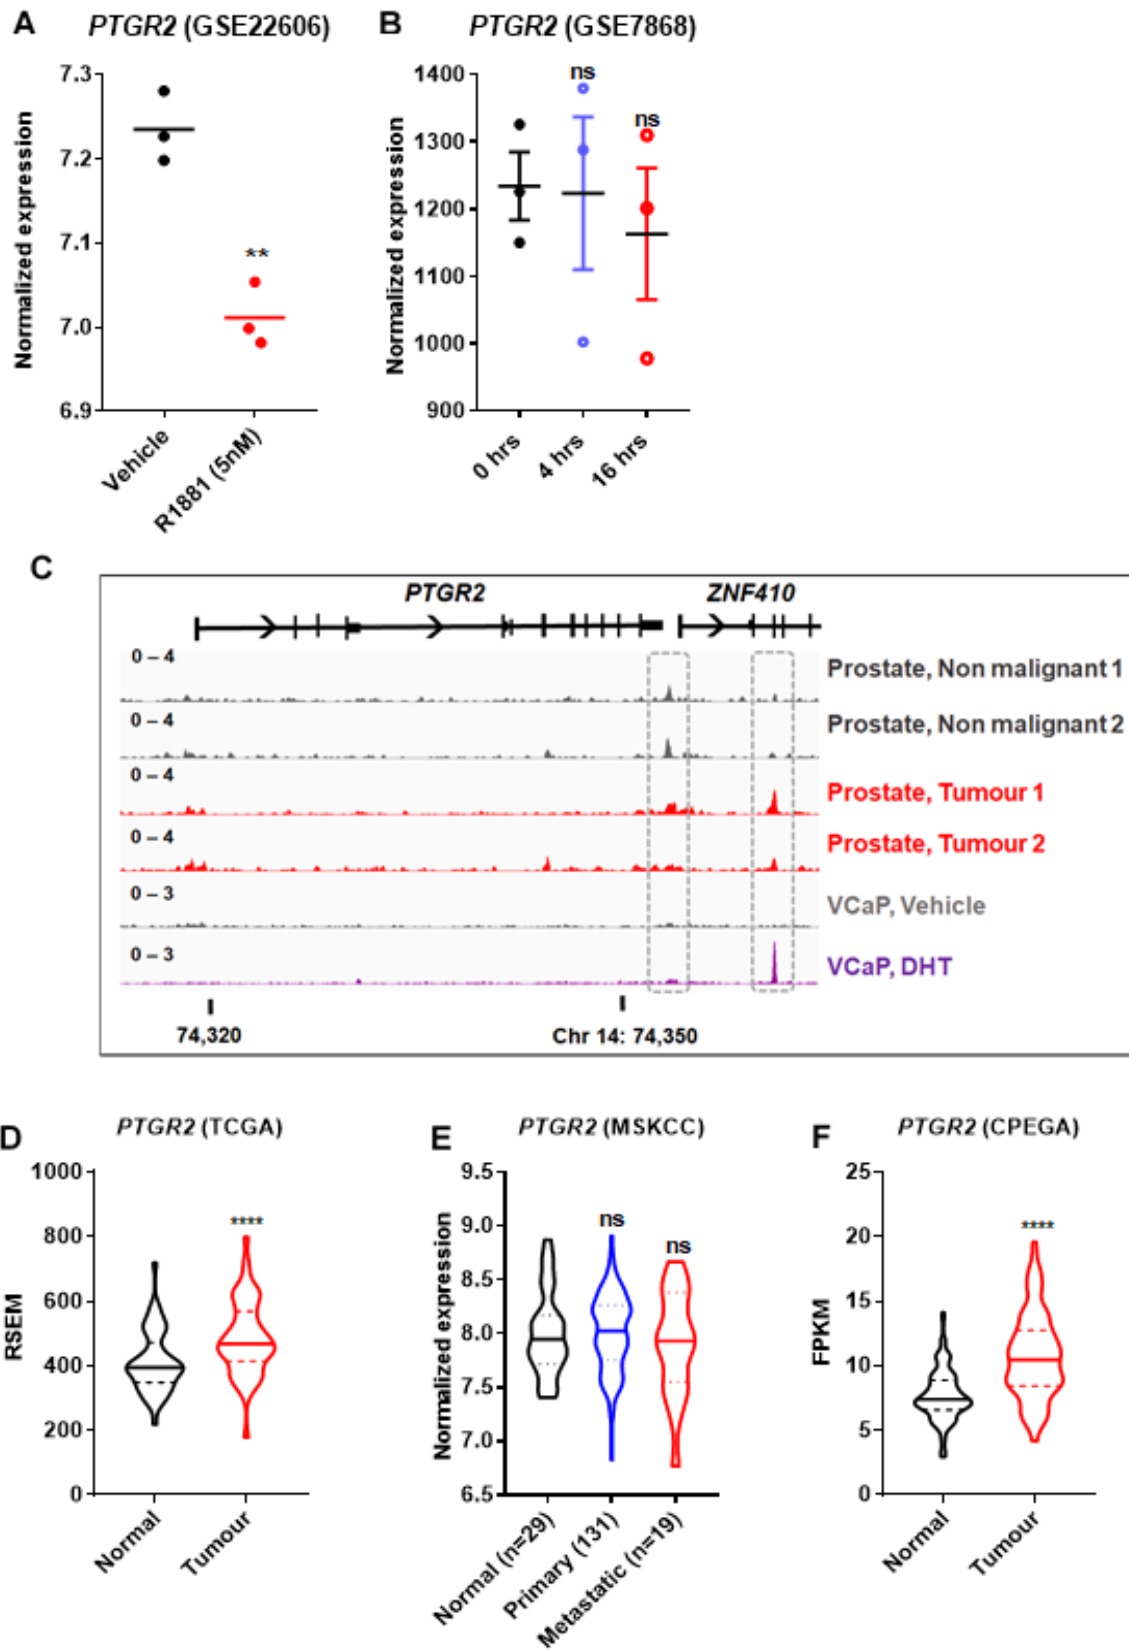 A PTGR2 (GSE22606)
Normalized expression
7.3
7.2
7.1
7.0
6.9
**
Vehicle
R1881 (5nM)
B PTGR2 (GSE7868)
Normalized expression
1400
1300
1200
1100
1000
900
ns
ns
0 hrs
4 hrs
16 hrs
C
PTGR2 ZNF410
0 – 4 Prostate, Non malignant 1
0 – 4 Prostate, Non malignant 2
0 – 4 Prostate, Tumour 1
0 – 4 Prostate, Tumour 2
0 – 3 VCaP, Vehicle
0 – 3 VCaP, DHT
74,320 Chr 14: 74,350
D PTGR2 (TCGA)
RSEM
1000
800
600
400
200
0
****
Normal
Tumour
E PTGR2 (MSKCC)
Normalized expression
9.5
9.0
8.5
8.0
7.5
7.0
6.5
ns
ns
Normal (n=29)
Primary (131)
Metastatic (n=19)
F PTGR2 (CPEGA)
FPKM
25
20
15
10
5
0
****
Normal
Tumour